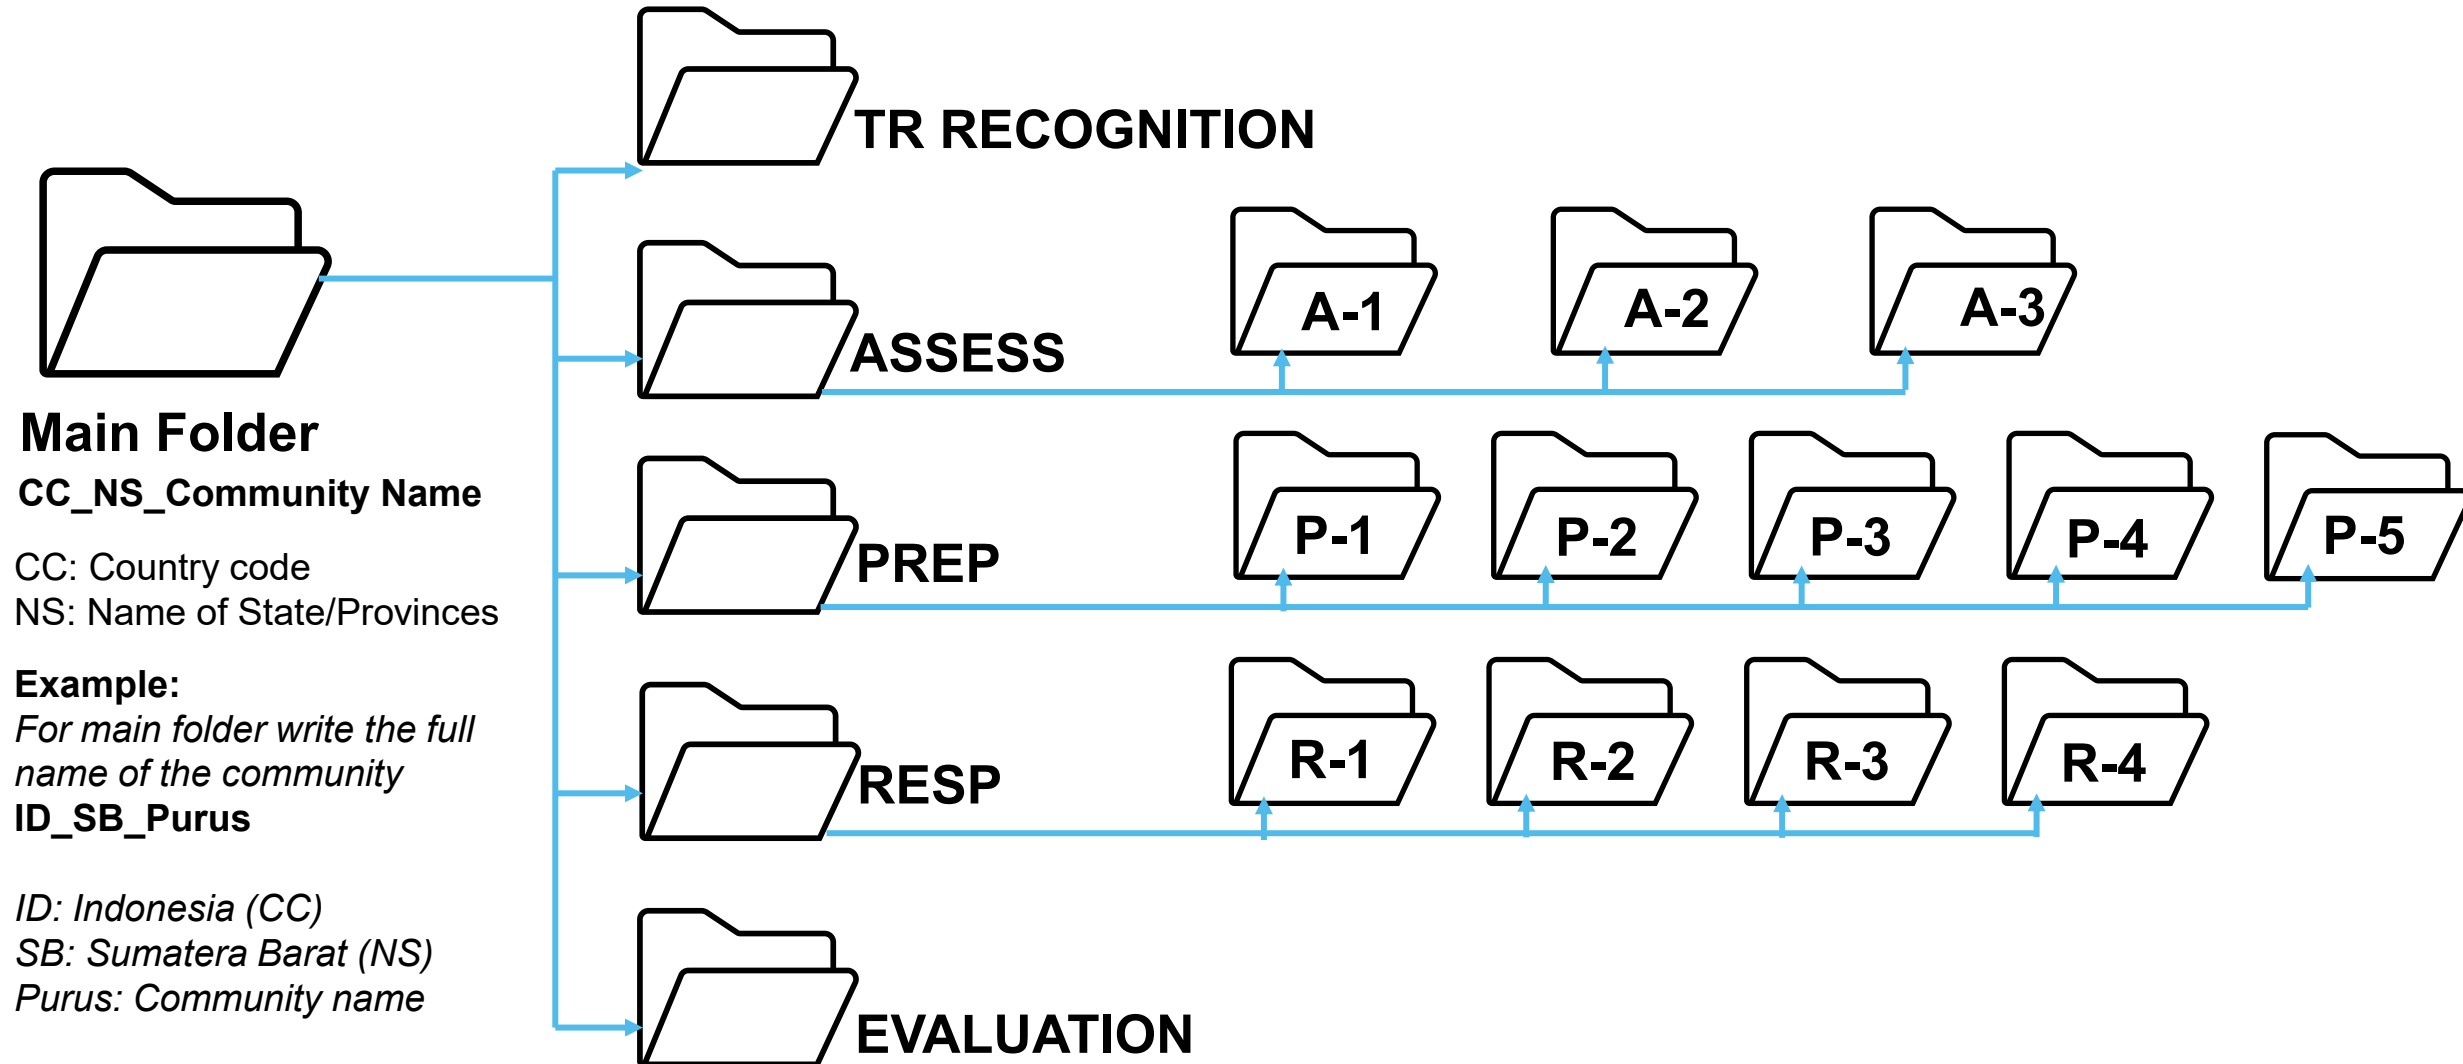 TR RECOGNITION
A-1
A-2
A-3
ASSESS
Main Folder
CC_NS_Community Name
CC: Country code
NS: Name of State/Provinces
Example:
For main folder write the full
name of the community
ID_SB_Purus
ID: Indonesia (CC)
SB: Sumatera Barat (NS)
Purus: Community name
P-1
P-2
P-3
P-4
P-5
PREP
R-1
R-2
R-3
R-4
RESP
EVALUATION